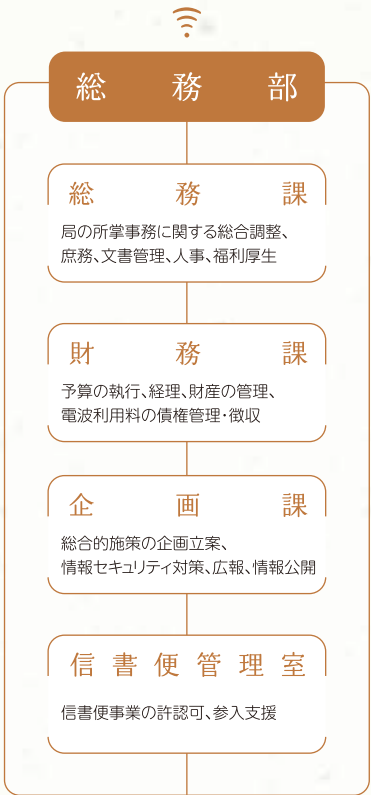 総務部
総務課
局の所掌事務に関する総合調整、
庶務、文書管理、人事、福利厚生
財務課
予算の執行、経理、財産の管理、
電波利用料の債権管理・徴収
企画課
総合的施策の企画立案、
情報セキュリティ対策、広報、情報公開
信書便管理室
信書便事業の許認可、参入支援